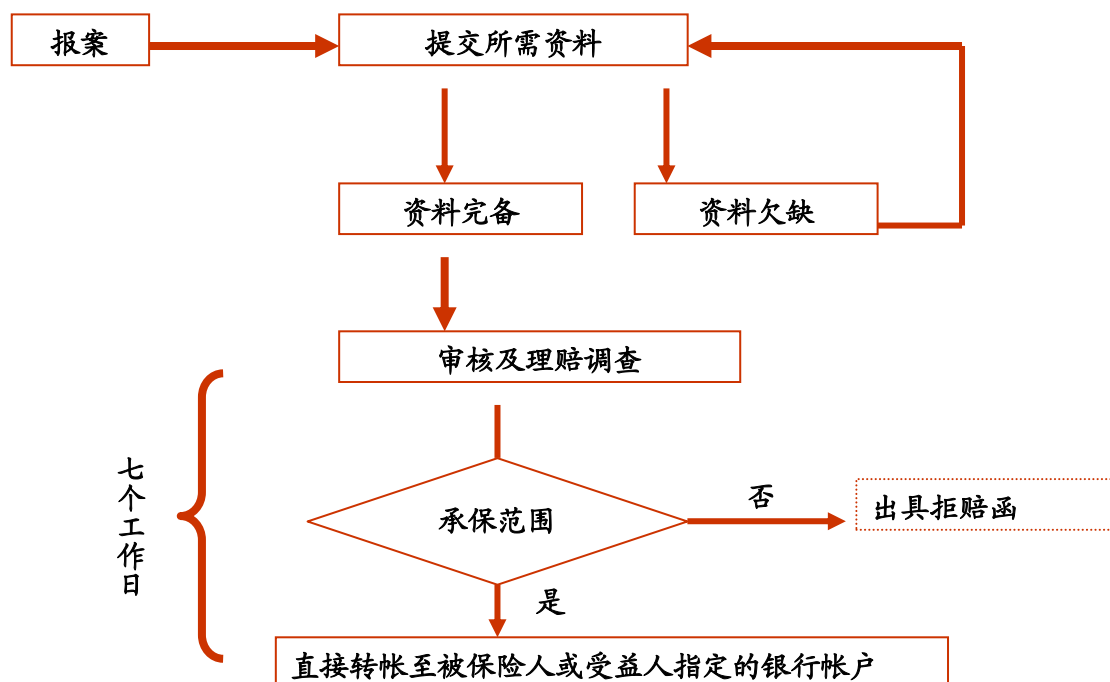 报案
提交所需资料
资料完备
资料欠缺
审核及理赔调查
七个工作日
承保范围
否
出具拒赔函
是
直接转帐至被保险人或受益人指定的银行帐户